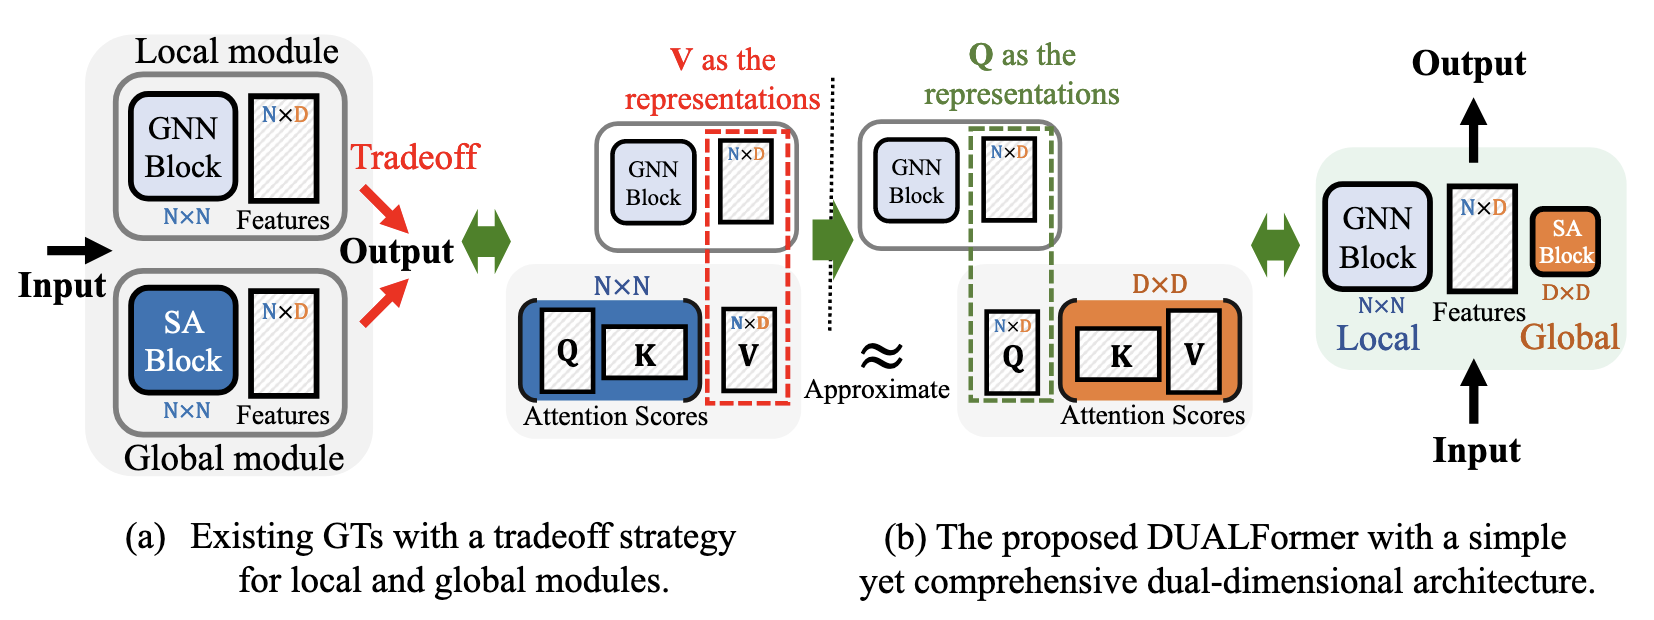 Local module
GNN
Block
N×N
N×D
Features
Tradeoff
Input
Output
SA
Block
N×N
N×D
Features
Global module
V as the
representations
GNN
Block
N×D
N×N
Q
K
N×D
V
Attention Scores
≈
Approximate
Q as the
representations
GNN
Block
N×D
D×D
N×D
Q
K
V
Attention Scores
Output
GNN
Block
N×N
Local
N×D
Features
SA
Block
D×D
Global
Input
(a) Existing GTs with a tradeoff strategy
for local and global modules.
(b) The proposed DUALFormer with a simple
yet comprehensive dual-dimensional architecture.